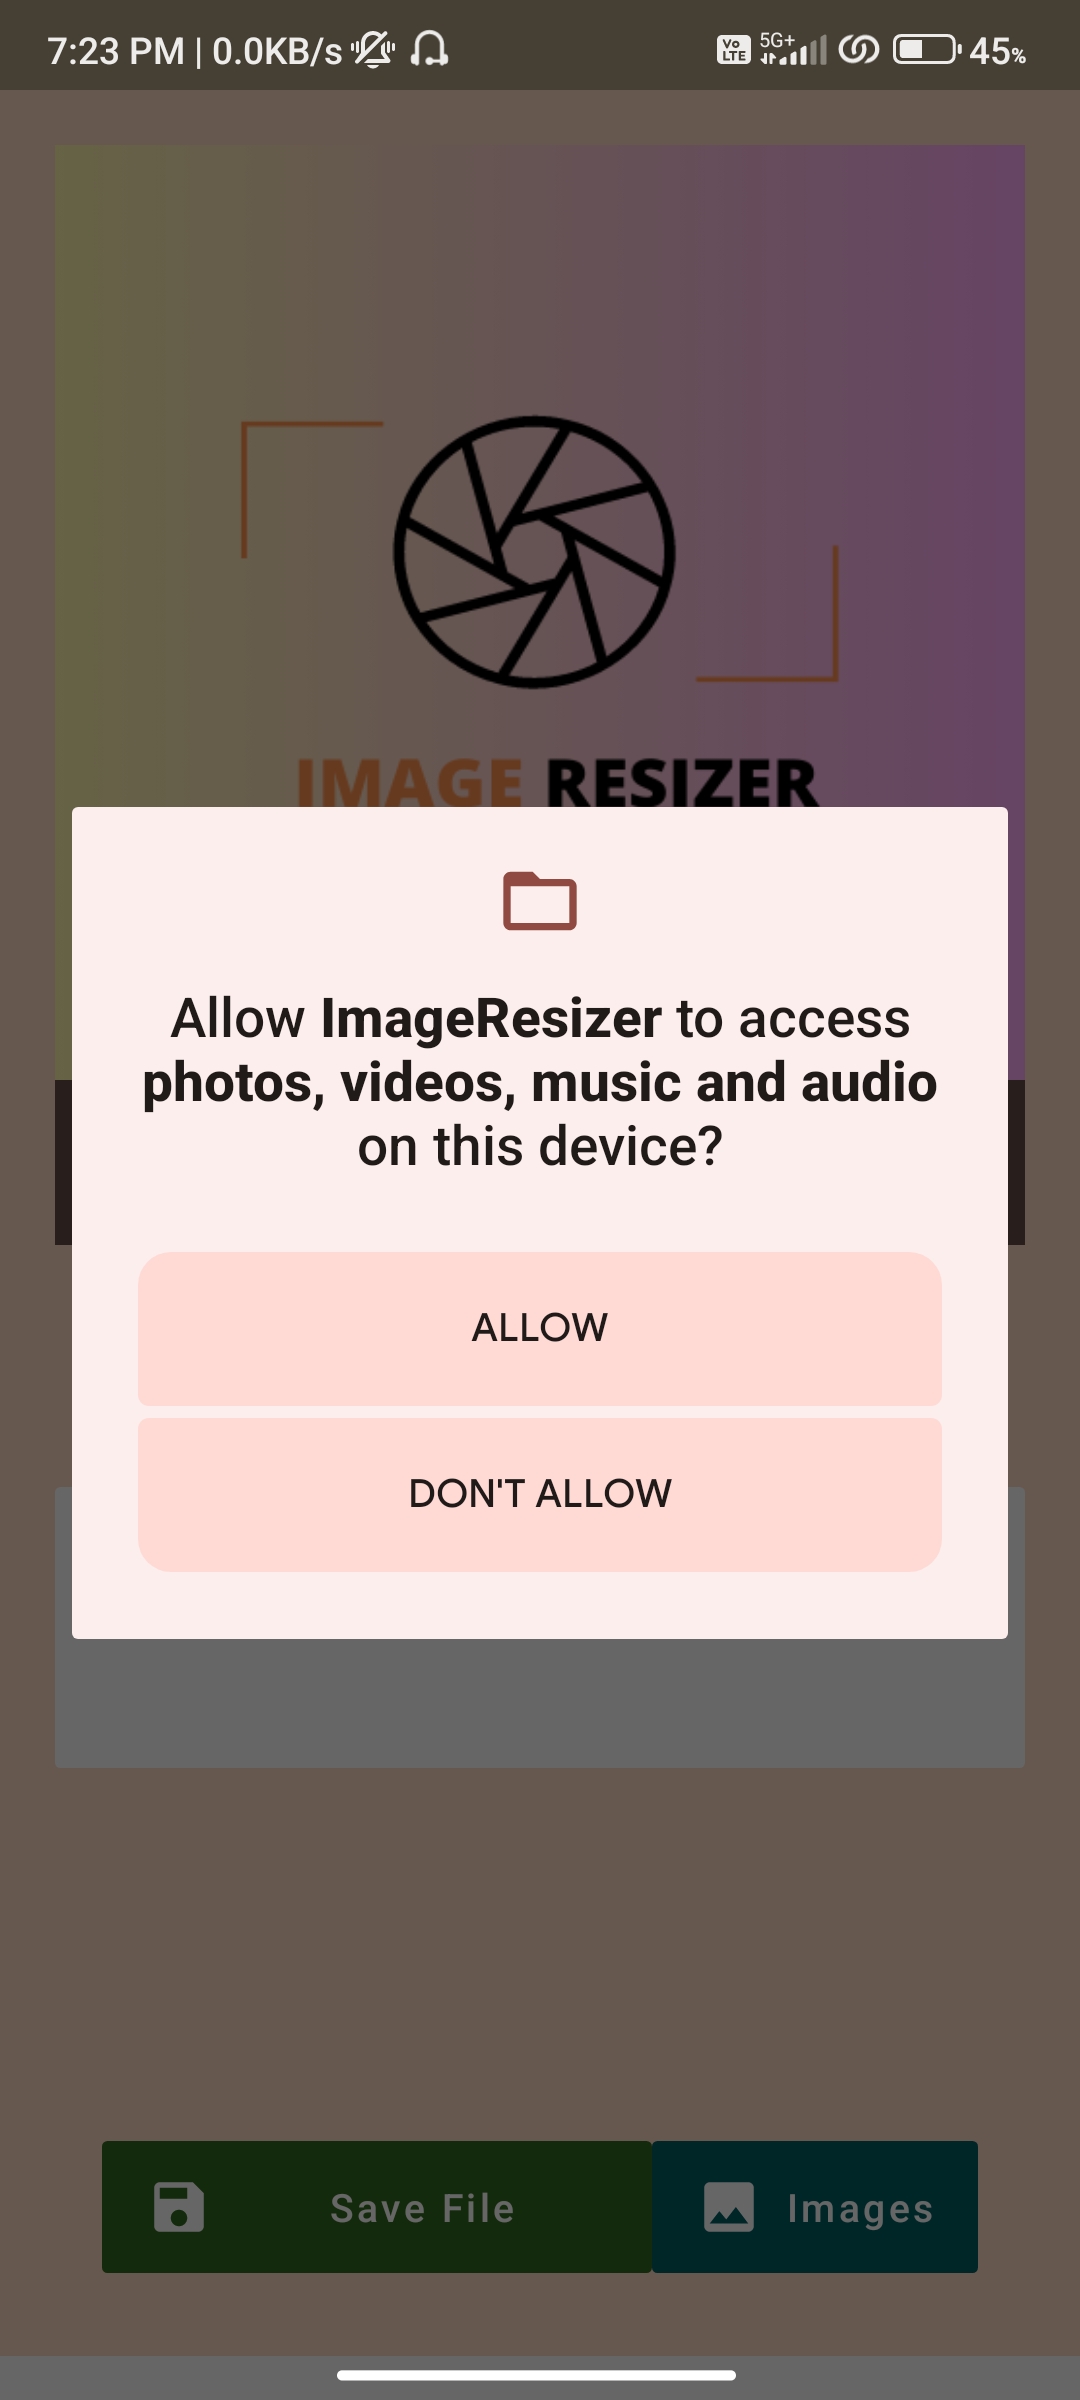 7:23 PM | 0.0KB/s
Vo LTE 5G+ 45%
IMAGE RESIZER
Allow ImageResizer to access
photos, videos, music and audio
on this device?
ALLOW
DON'T ALLOW
Save File
Images